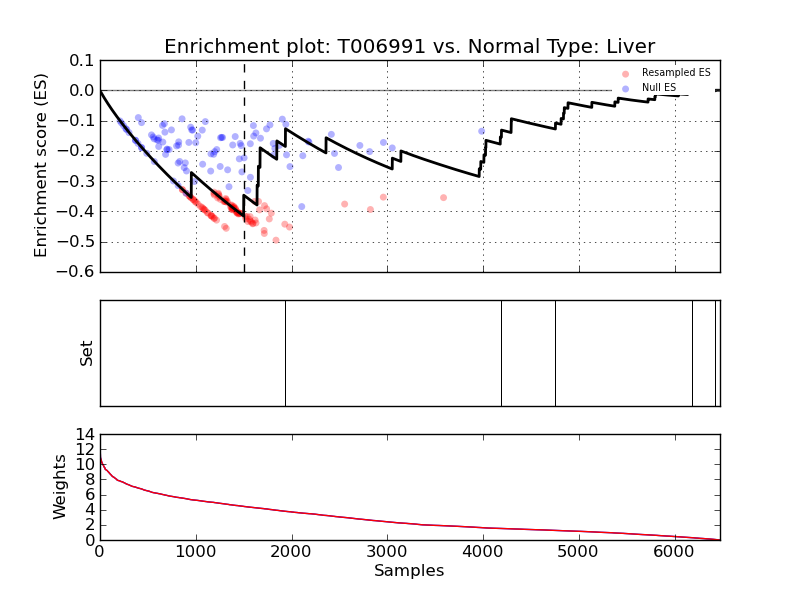 Enrichment plot: T006991 vs. Normal Type: Liver
0.1
0.0
−0.1
−0.2
−0.3
−0.4
−0.5
−0.6
Enrichment score (ES)
Resampled ES
Null ES
Set
14
12
10
8
6
4
2
0
Weights
0 1000 2000 3000 4000 5000 6000
Samples